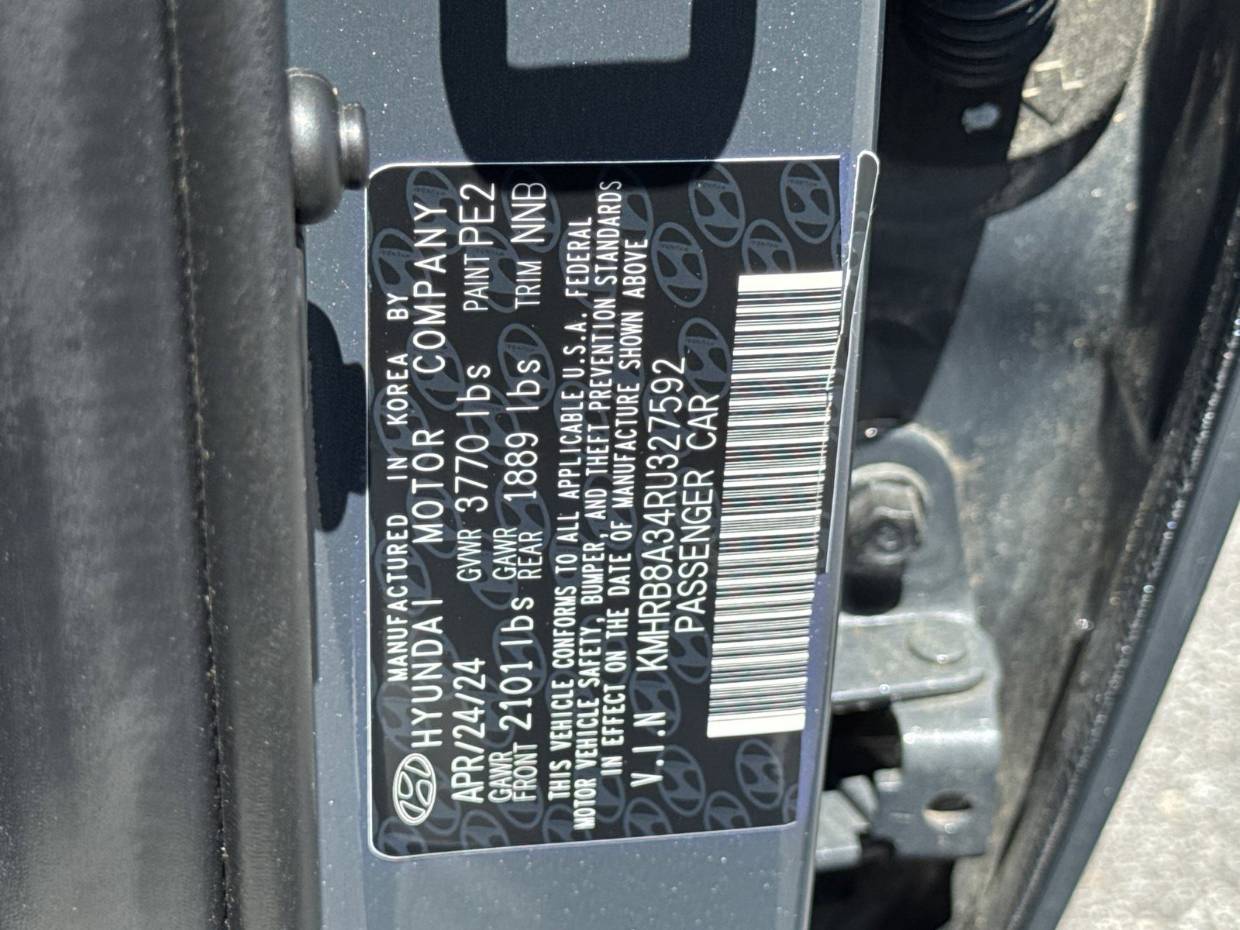 MANUFACTURED IN KOREA BY
HYUNDAI MOTOR COMPANY
APR/24/24 GVWR 3770 lbs PAINT PE2
GAWR FRONT 2101 lbs GAWR REAR 1889 lbs TRIM NNB
THIS VEHICLE CONFORMS TO ALL APPLICABLE U.S.A. FEDERAL
MOTOR VEHICLE SAFETY, BUMPER, AND THEFT PREVENTION STANDARDS
IN EFFECT ON THE DATE OF MANUFACTURE SHOWN ABOVE
V.I.N KMHRB8A34RU327592
PASSENGER CAR